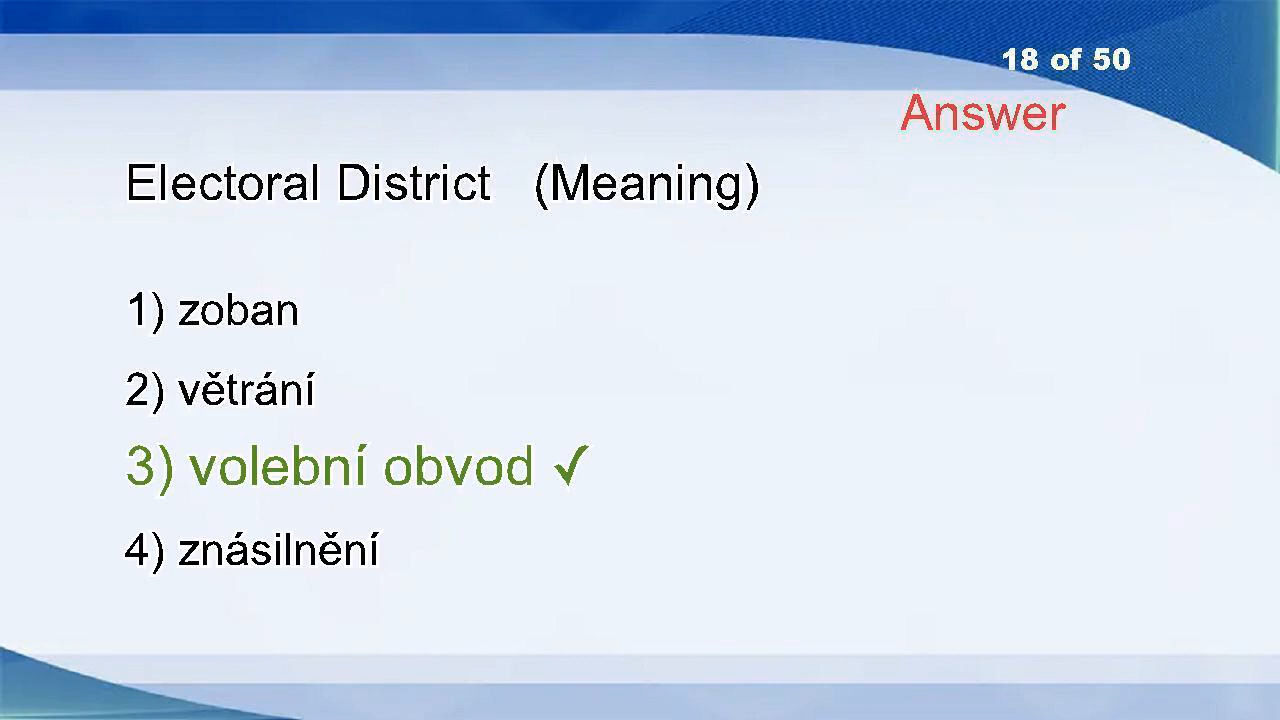 18 of 50
Answer
Electoral District (Meaning)
1) zoban
2) větrání
3) volební obvod ✓
4) znásilnění